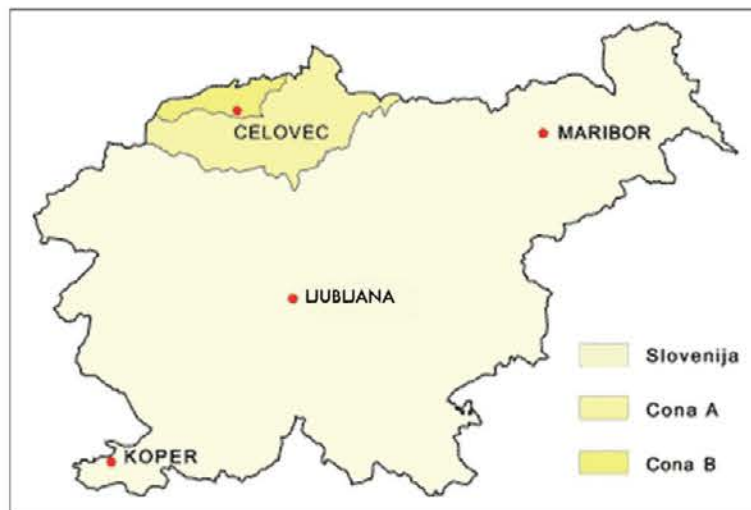 CELOVEC
MARIBOR
LJUBLJANA
KOPER
Slovenija
Cona A
Cona B